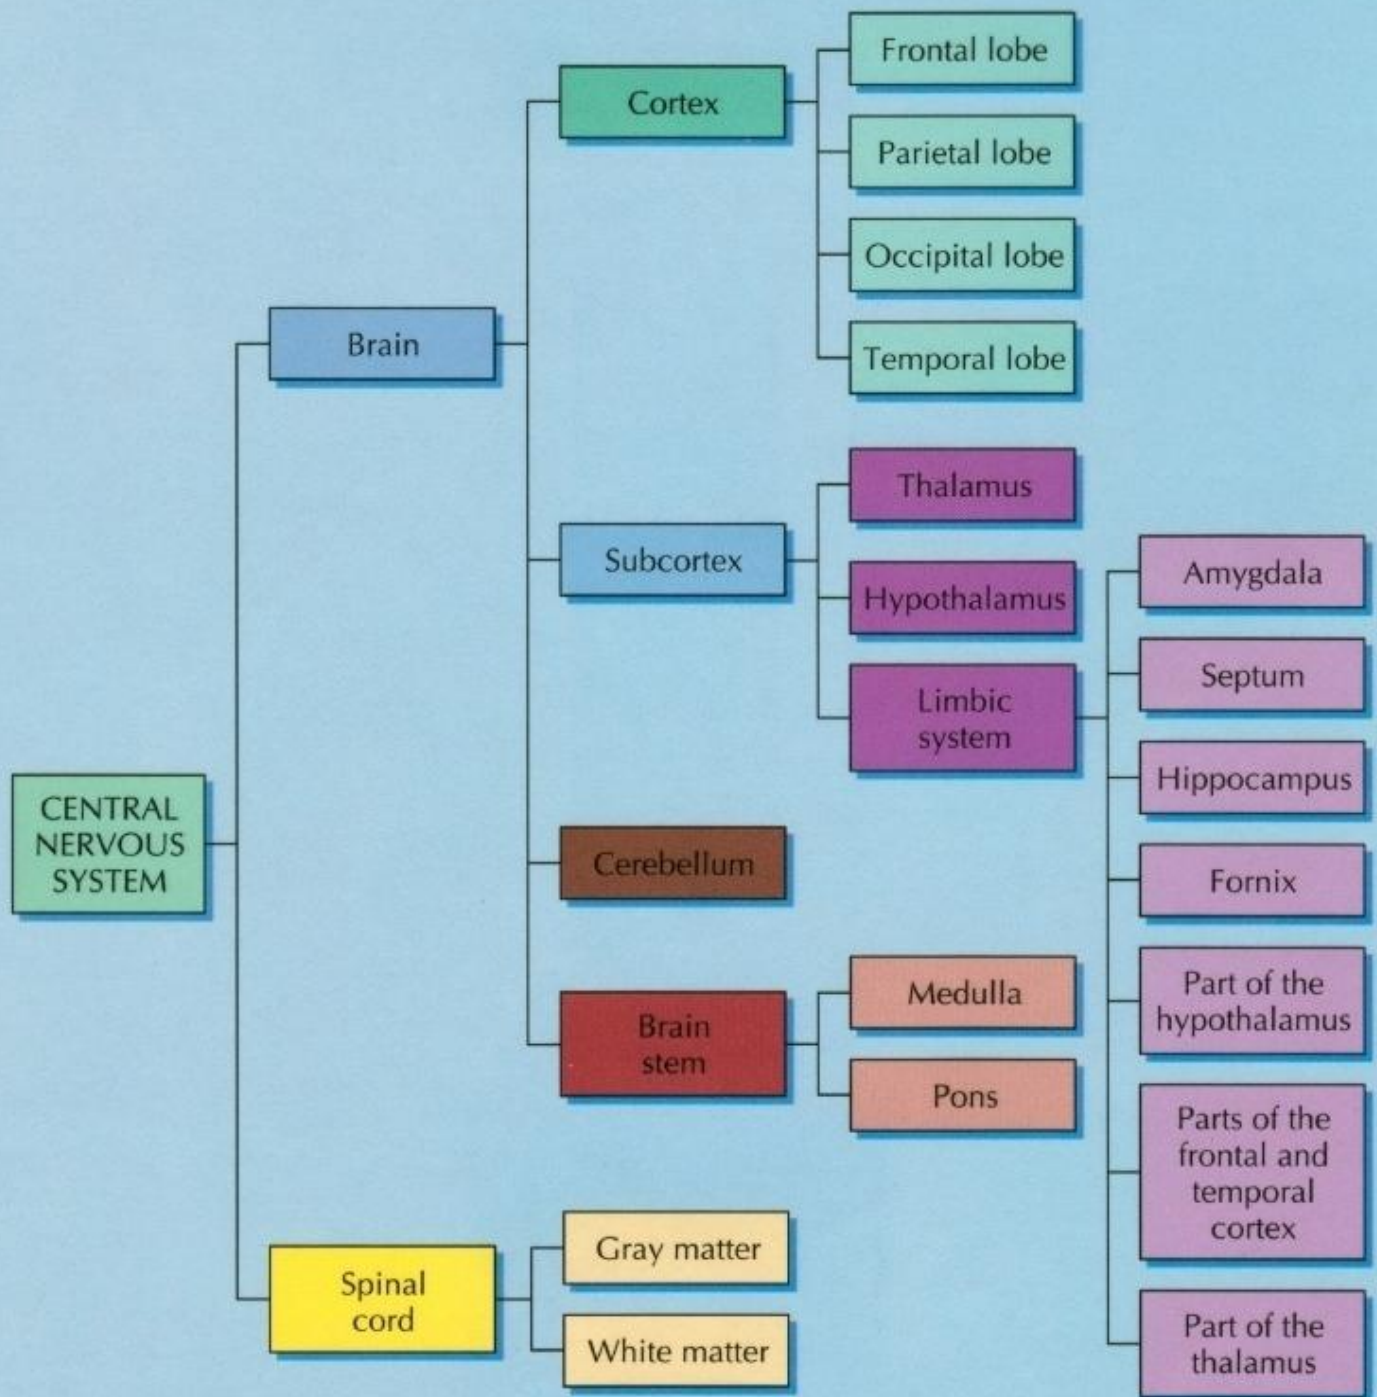 Frontal lobe
Cortex
Parietal lobe
Occipital lobe
Brain
Temporal lobe
Thalamus
Subcortex
Hypothalamus
Amygdala
Limbic
system
Septum
Hippocampus
CENTRAL
NERVOUS
SYSTEM
Cerebellum
Fornix
Medulla
Part of the
hypothalamus
Brain
stem
Pons
Parts of the
frontal and
temporal
cortex
Gray matter
Spinal
cord
White matter
Part of the
thalamus